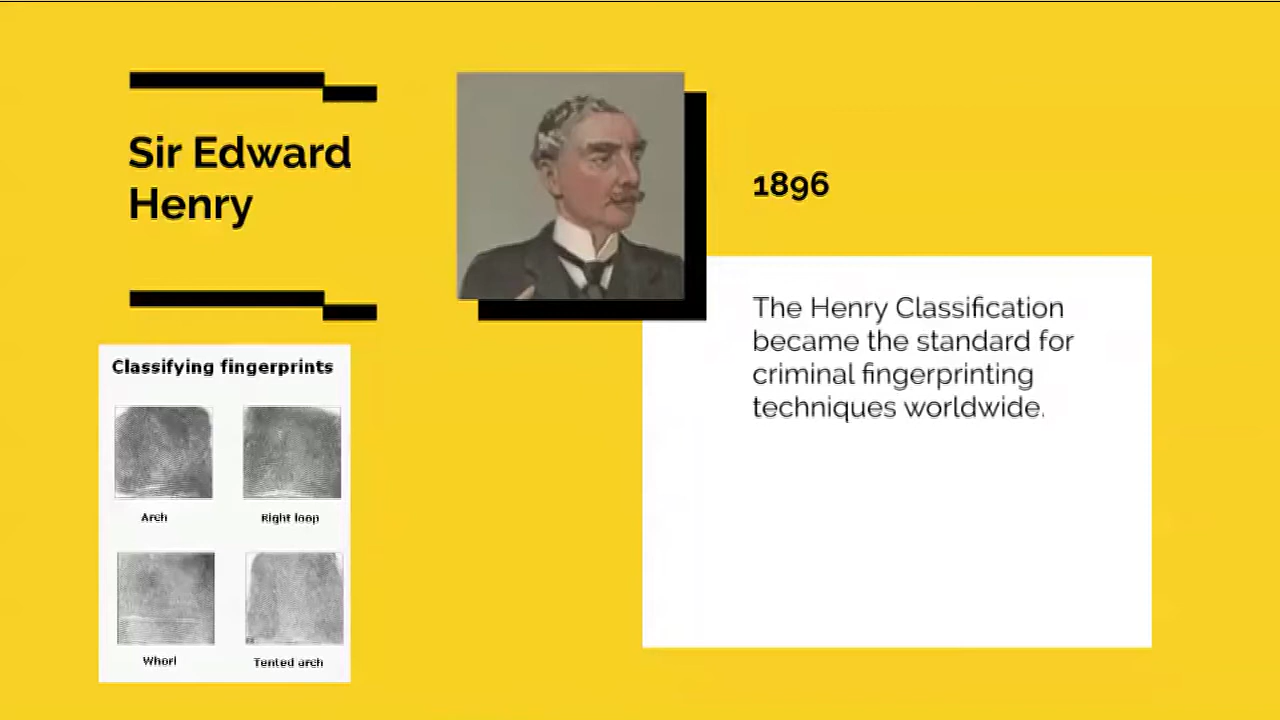 Sir Edward
Henry
1896
The Henry Classification
became the standard for
criminal fingerprinting
techniques worldwide.
Classifying fingerprints
Arch
Right loop
Whorl
Tented arch